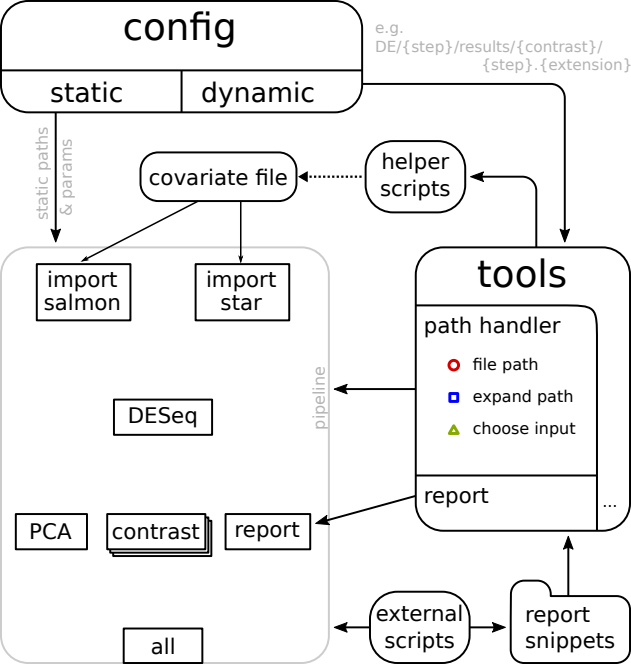 config
static
dynamic
e.g.
DE/{step}/results/{contrast}/
{step}.{extension}
static paths
& params
covariate file
helper
scripts
import
salmon
import
star
tools
path handler
file path
expand path
choose input
pipeline
DESeq
report
...
PCA
contrast
report
external
scripts
report
snippets
all